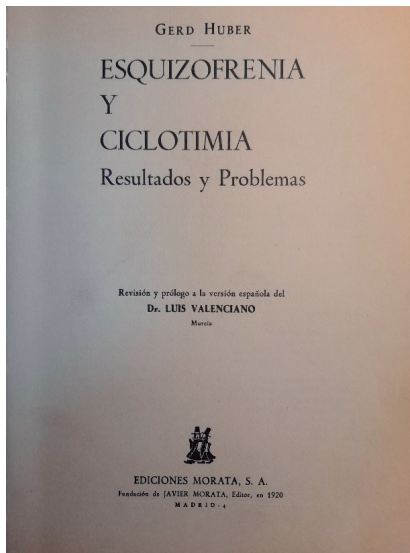 GERD HUBER
ESQUIZOFRENIA
Y
CICLOTIMIA
Resultados y Problemas
Revisión y prólogo a la versión española del
Dr. LUIS VALENCIANO
Murcia
EDICIONES MORATA, S. A.
Fundación de JAVIER MORATA, Editor, en 1920
MADRID-4